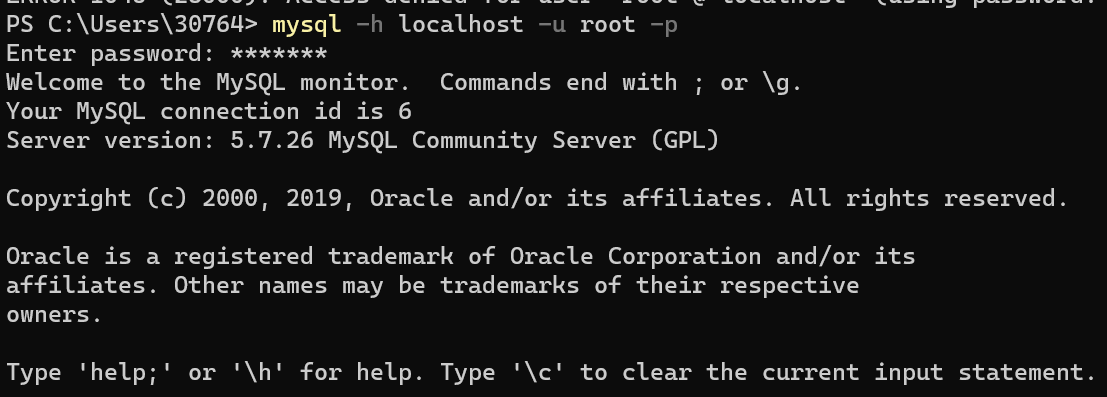 PS C:\Users\30764> mysql -h localhost -u root -p
Enter password: *******
Welcome to the MySQL monitor.  Commands end with ; or \g.
Your MySQL connection id is 6
Server version: 5.7.26 MySQL Community Server (GPL)
Copyright (c) 2000, 2019, Oracle and/or its affiliates. All rights reserved.
Oracle is a registered trademark of Oracle Corporation and/or its
affiliates. Other names may be trademarks of their respective
owners.
Type 'help;' or '\h' for help. Type '\c' to clear the current input statement.